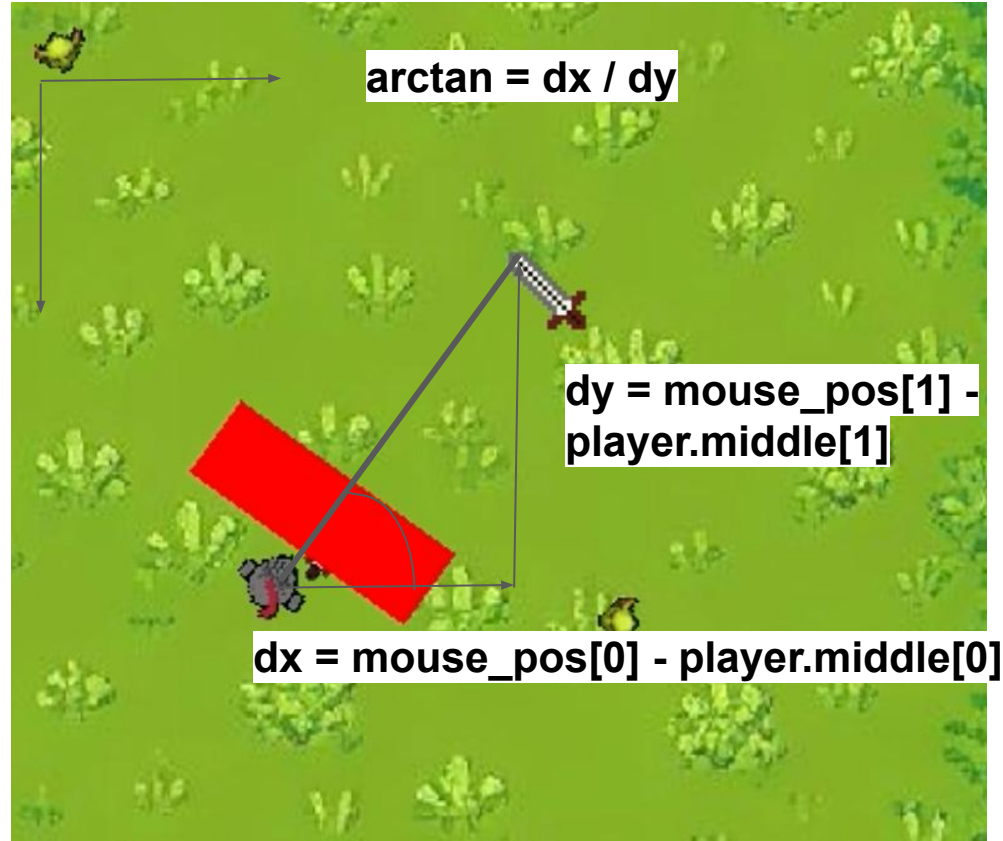 arctan = dx / dy
dy = mouse_pos[1] -
player.middle[1]
dx = mouse_pos[0] - player.middle[0]